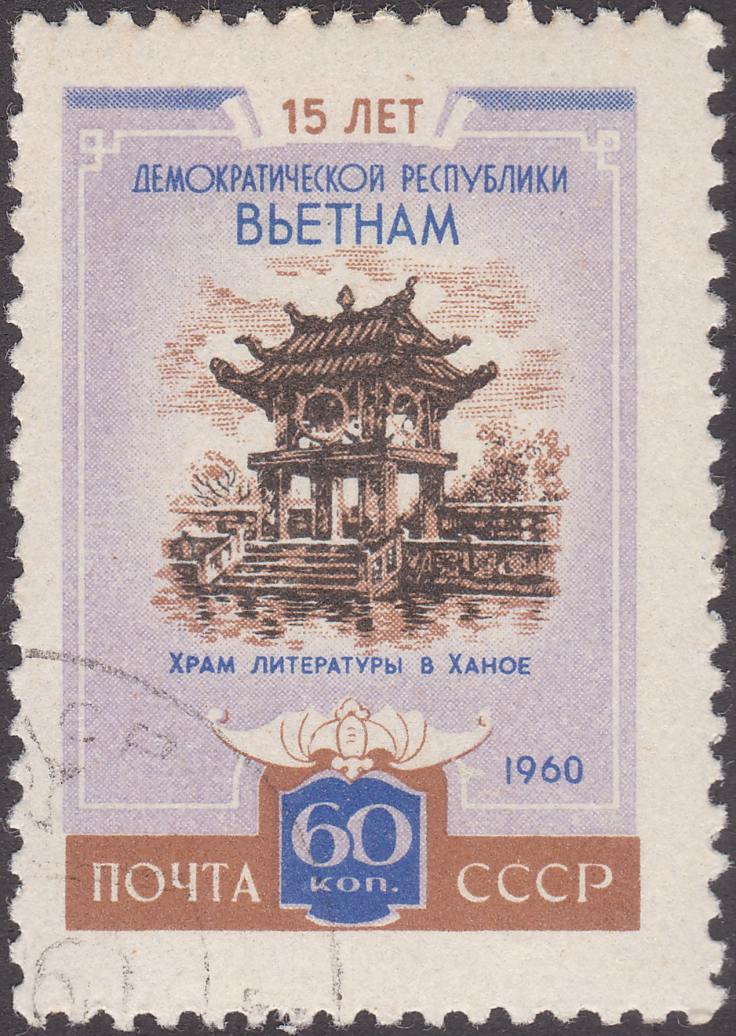 15 ЛЕТ
ДЕМОКРАТИЧЕСКОЙ РЕСПУБЛИКИ
ВЬЕТНАМ
ХРАМ ЛИТЕРАТУРЫ В ХАНОЕ
1960
60
КОП.
ПОЧТА СССР